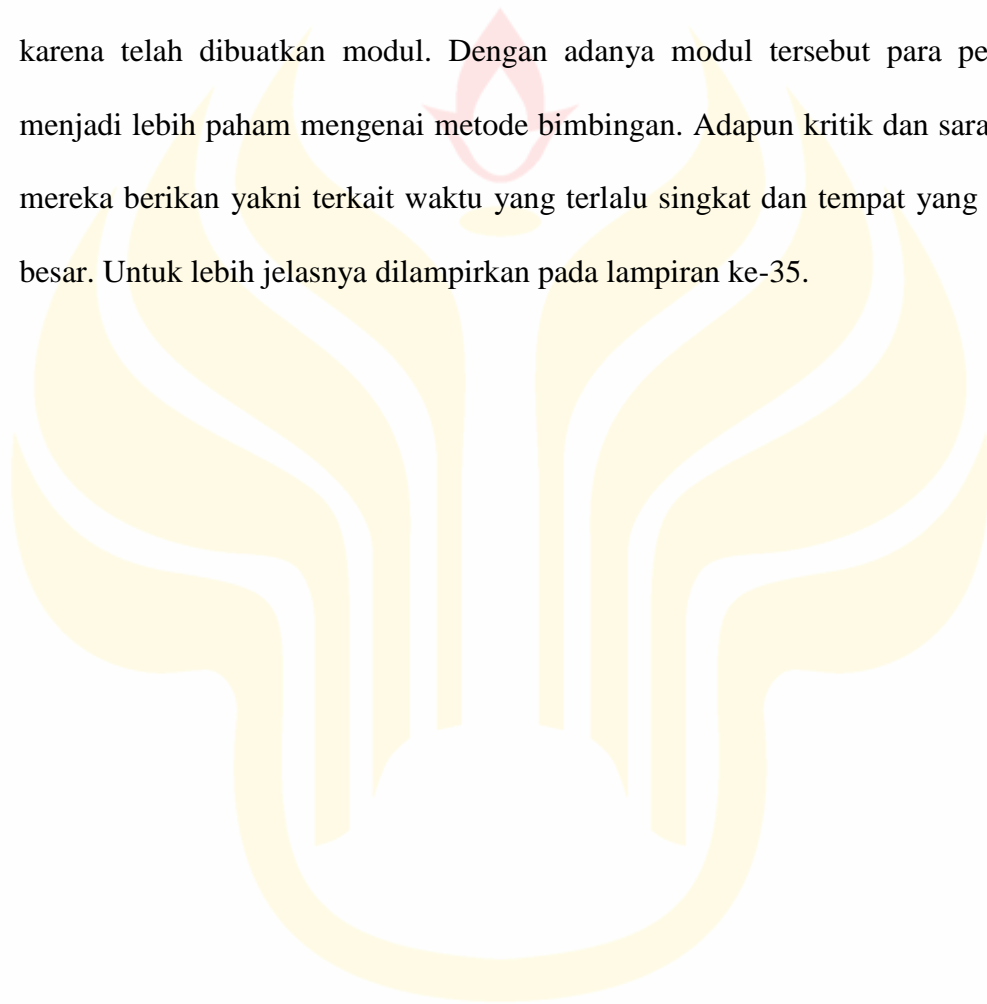 karena telah dibuatkan modul. Dengan adanya modul tersebut para pe
menjadi lebih paham mengenai metode bimbingan. Adapun kritik dan sara
mereka berikan yakni terkait waktu yang terlalu singkat dan tempat yang
besar. Untuk lebih jelasnya dilampirkan pada lampiran ke-35.